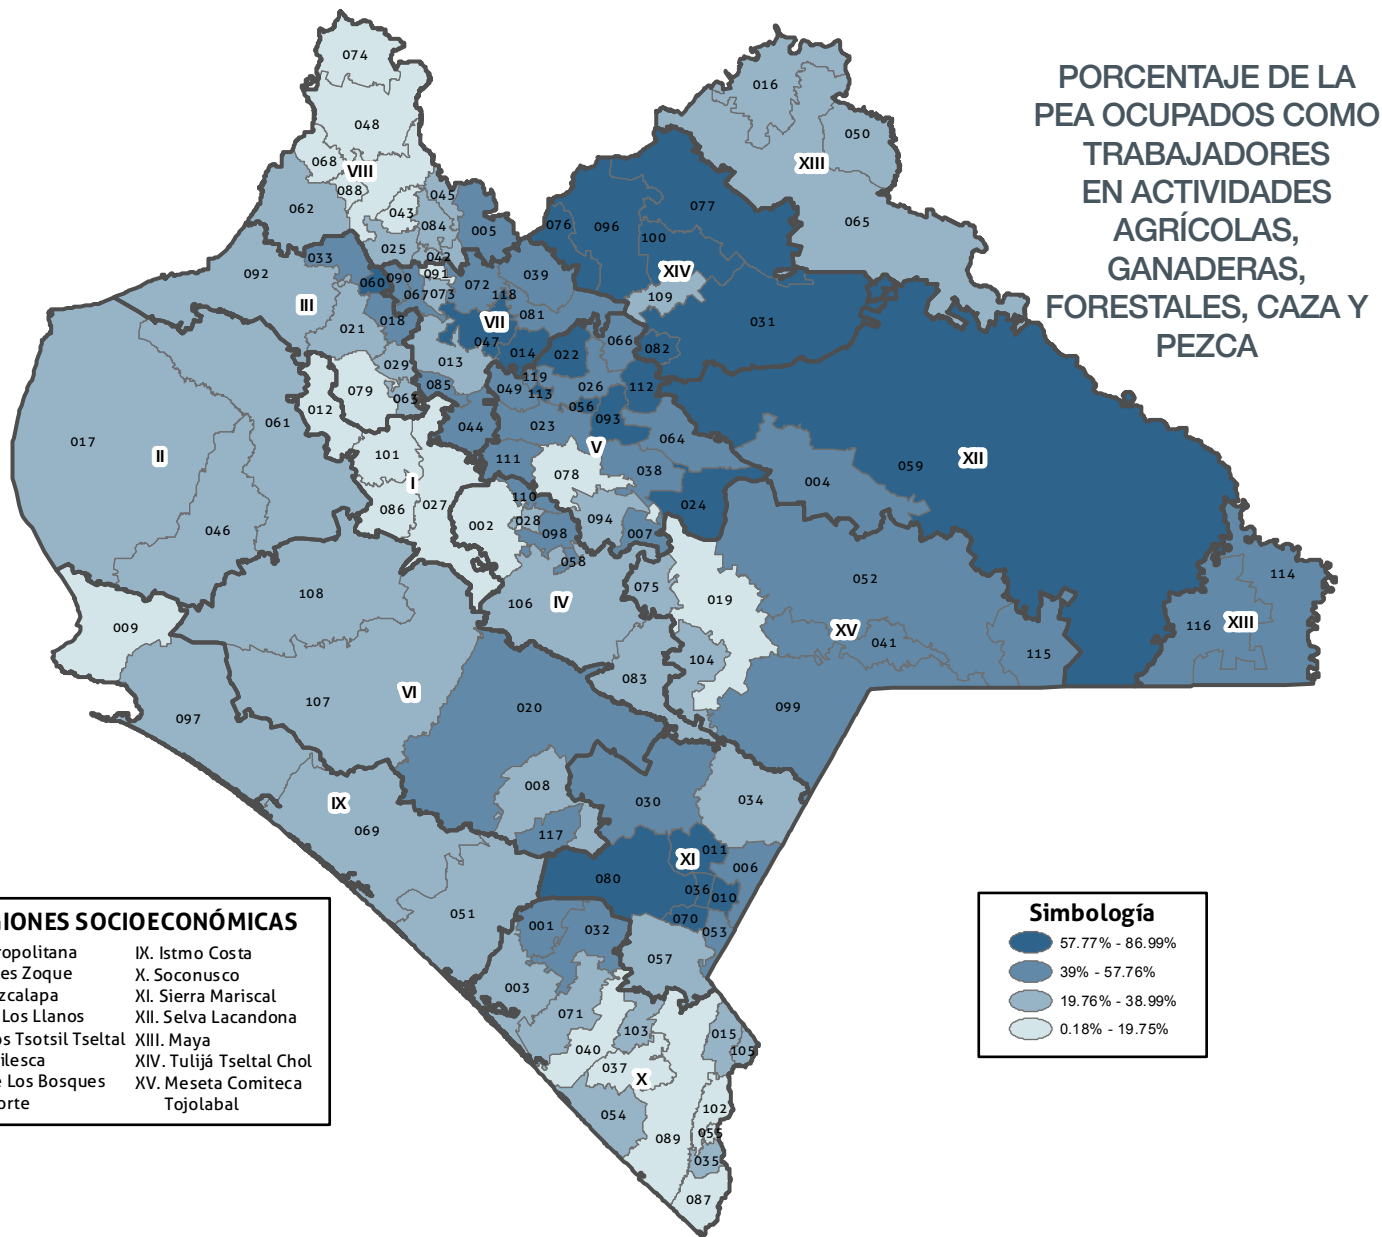 PORCENTAJE DE LA
PEA OCUPADOS COMO
TRABAJADORES
EN ACTIVIDADES
AGRÍCOLAS,
GANADERAS,
FORESTALES, CAZA Y
PEZCA
074
016
048
050
068
VIII
XIII
088
045
077
062
043
084
005
076
096
065
025
100
033
042
092
060
090
091
039
XIV
067
073
072
118
109
III
018
VII
081
031
021
047
066
014
022
082
029
013
119
079
085
049
113
026
112
063
012
056
093
061
044
023
064
017
II
101
V
111
078
038
059
XII
004
I
086
027
110
024
002
028
094
046
098
007
058
114
052
108
075
106
IV
019
009
XV
116
XIII
041
104
115
083
107
VI
020
099
097
008
IX
030
034
069
117
011
XI
006
080
036
010
051
070
001
032
053
057
003
071
103
015
040
105
037
X
054
102
089
055
035
087
GIONES SOCIOECONÓMICAS
ropolitana
es Zoque
zcalapa
Los Llanos
os Tsotsil Tseltal
ilesca
e Los Bosques
orte
IX. Istmo Costa
X. Soconusco
XI. Sierra Mariscal
XII. Selva Lacandona
XIII. Maya
XIV. Tulijá Tseltal Chol
XV. Meseta Comiteca
Tojolabal
Simbología
57.77% - 86.99%
39% - 57.76%
19.76% - 38.99%
0.18% - 19.75%